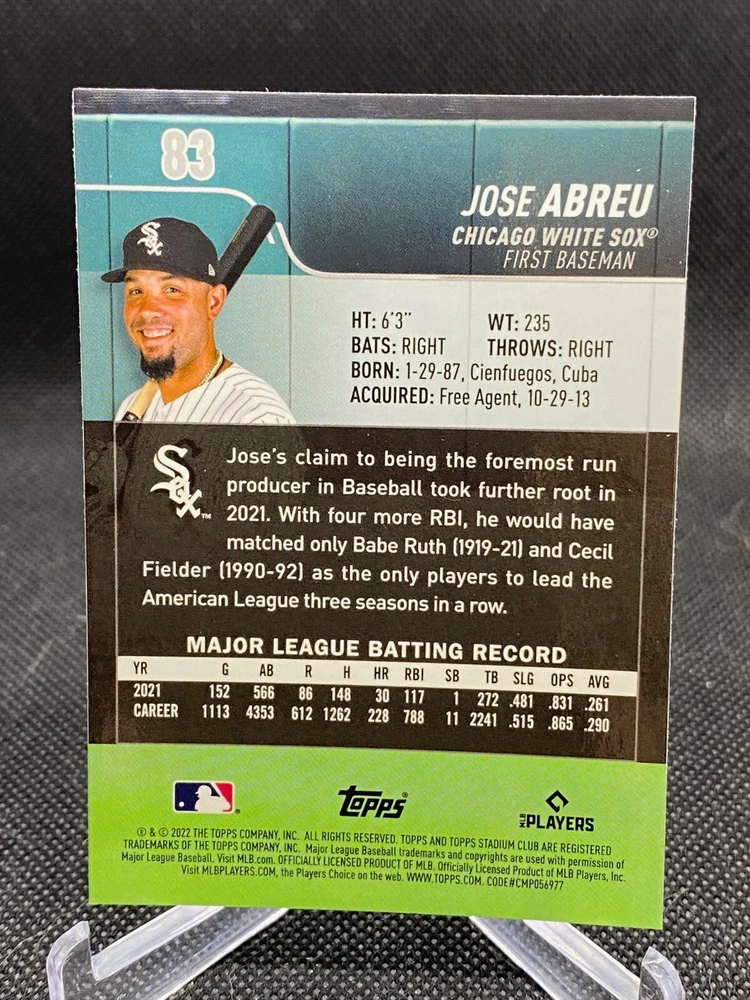 83
JOSE ABREU
CHICAGO WHITE SOX®
FIRST BASEMAN
HT: 6'3" WT: 235
BATS: RIGHT THROWS: RIGHT
BORN: 1-29-87, Cienfuegos, Cuba
ACQUIRED: Free Agent, 10-29-13
Sox
Sox™
Jose's claim to being the foremost run
producer in Baseball took further root in
2021. With four more RBI, he would have
matched only Babe Ruth (1919-21) and Cecil
Fielder (1990-92) as the only players to lead the
American League three seasons in a row.
MAJOR LEAGUE BATTING RECORD
YR G AB R H HR RBI SB TB SLG OPS AVG
2021 152 566 86 148 30 117 1 272 .481 .831 .261
CAREER 1113 4353 612 1262 228 788 11 2241 .515 .865 .290
® topps® MLB PLAYERS
® & © 2022 THE TOPPS COMPANY, INC. ALL RIGHTS RESERVED. TOPPS AND TOPPS STADIUM CLUB ARE REGISTERED
TRADEMARKS OF THE TOPPS COMPANY, INC. Major League Baseball trademarks and copyrights are used with permission of
Major League Baseball. Visit MLB.com. OFFICIALLY LICENSED PRODUCT OF MLB. Officially Licensed Product of MLB Players, Inc.
Visit MLBPLAYERS.COM, the Players Choice on the web. WWW.TOPPS.COM. CODE#CMP056977